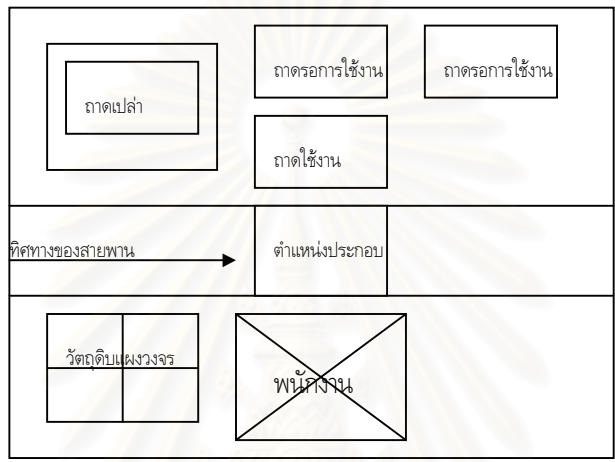 ถาดรอการใช้งาน
ถาดรอการใช้งาน
ถาดเปล่า
ถาดใช้งาน
ทิศทางของสายพาน
ตำแหน่งประกอบ
วัตถุดิบแผงวงจร
พนักงาน